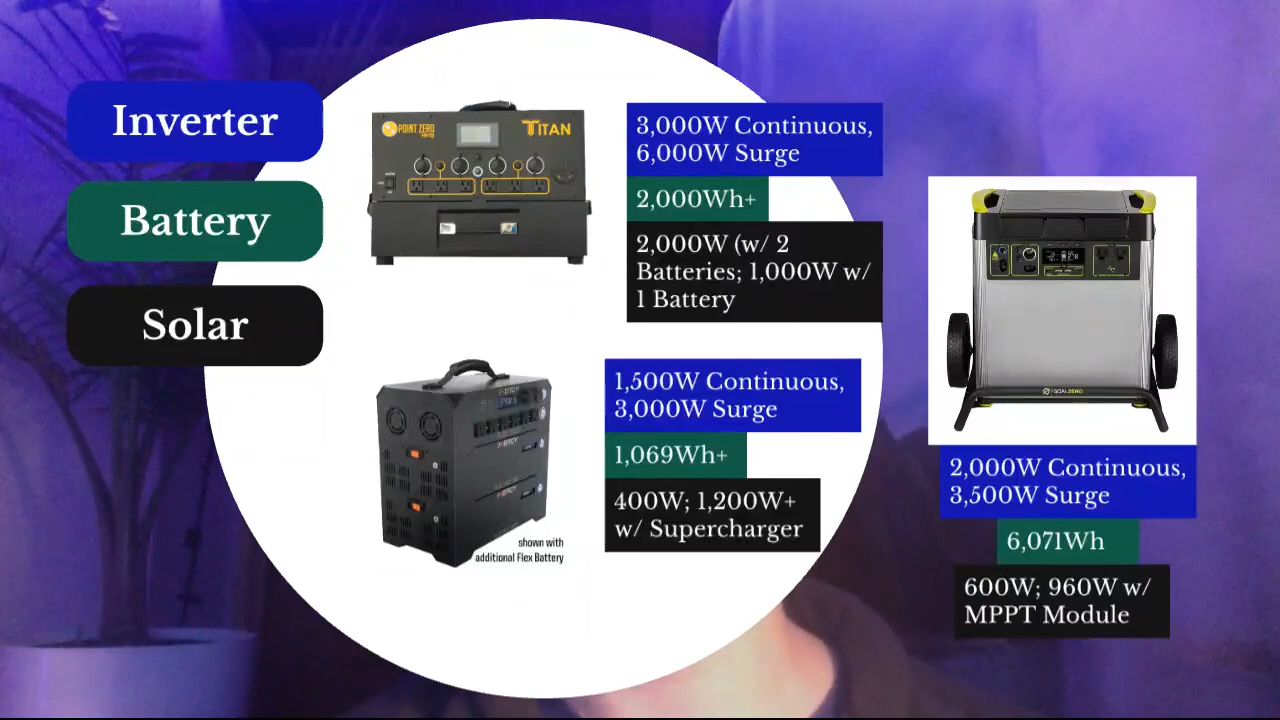 Inverter
Battery
Solar
POINT ZERO
TITAN
3,000W Continuous,
6,000W Surge
2,000Wh+
2,000W (w/ 2
Batteries; 1,000W w/
1 Battery
shown with
additional Flex Battery
1,500W Continuous,
3,000W Surge
1,069Wh+
400W; 1,200W+
w/ Supercharger
GOALZERO
2,000W Continuous,
3,500W Surge
6,071Wh
600W; 960W w/
MPPT Module